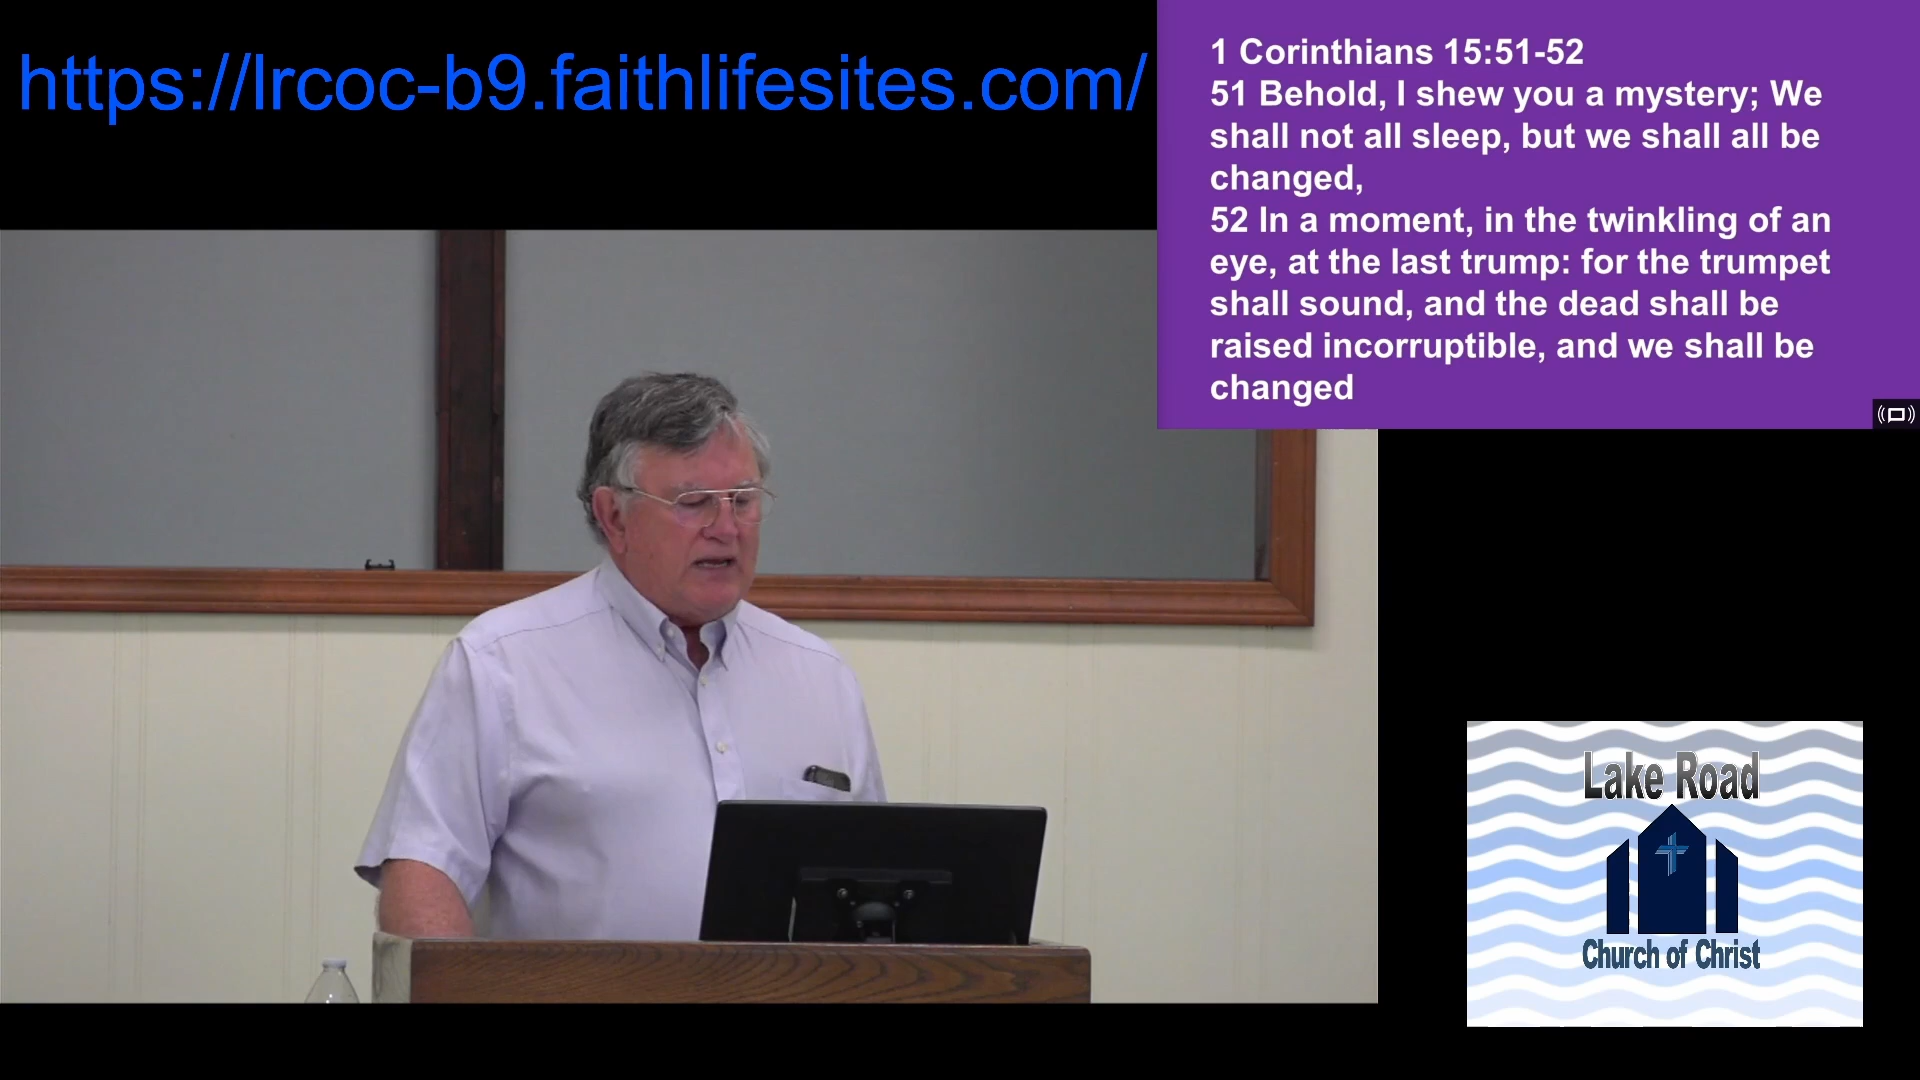 https://lrcoc-b9.faithlifesites.com/
1 Corinthians 15:51-52
51 Behold, I shew you a mystery; We
shall not all sleep, but we shall all be
changed,
52 In a moment, in the twinkling of an
eye, at the last trump: for the trumpet
shall sound, and the dead shall be
raised incorruptible, and we shall be
changed
Lake Road
Church of Christ